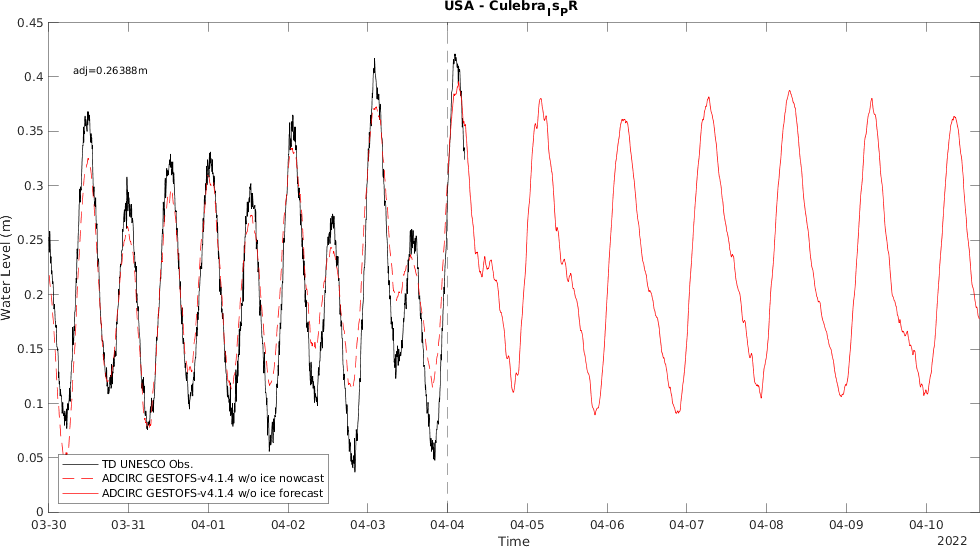 USA - CulebraIsPR
0.45
0.4
0.35
0.3
0.25
0.2
0.15
0.1
0.05
0
Water Level (m)
adj=0.26388m
TD UNESCO Obs.
ADCIRC GESTOFS-v4.1.4 w/o ice nowcast
ADCIRC GESTOFS-v4.1.4 w/o ice forecast
03-30 03-31 04-01 04-02 04-03 04-04 04-05 04-06 04-07 04-08 04-09 04-10
Time
2022